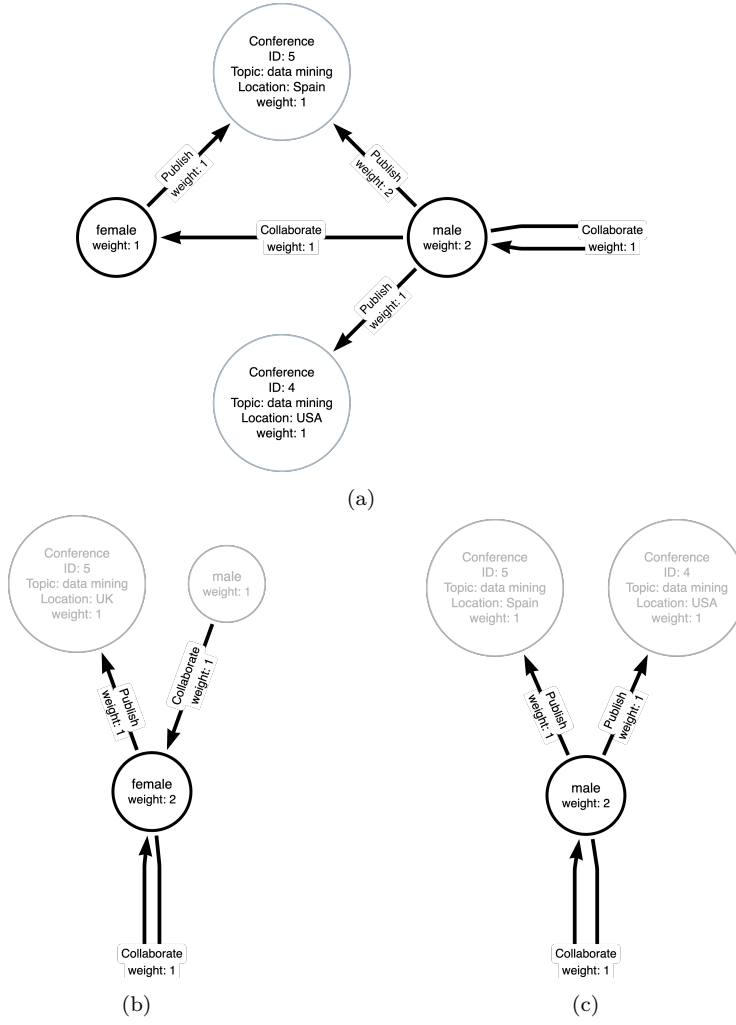 Conference
ID: 5
Topic: data mining
Location: Spain
weight: 1
Publish
weight: 1
Publish
weight: 2
female
weight: 1
Collaborate
weight: 1
male
weight: 2
Collaborate
weight: 1
Publish
weight: 1
Conference
ID: 4
Topic: data mining
Location: USA
weight: 1
(a)
Conference
ID: 5
Topic: data mining
Location: UK
weight: 1
male
weight: 1
Publish
weight: 1
Collaborate
weight: 1
female
weight: 2
Collaborate
weight: 1
(b)
Conference
ID: 5
Topic: data mining
Location: Spain
weight: 1
Conference
ID: 4
Topic: data mining
Location: USA
weight: 1
Publish
weight: 1
Publish
weight: 1
male
weight: 2
Collaborate
weight: 1
(c)